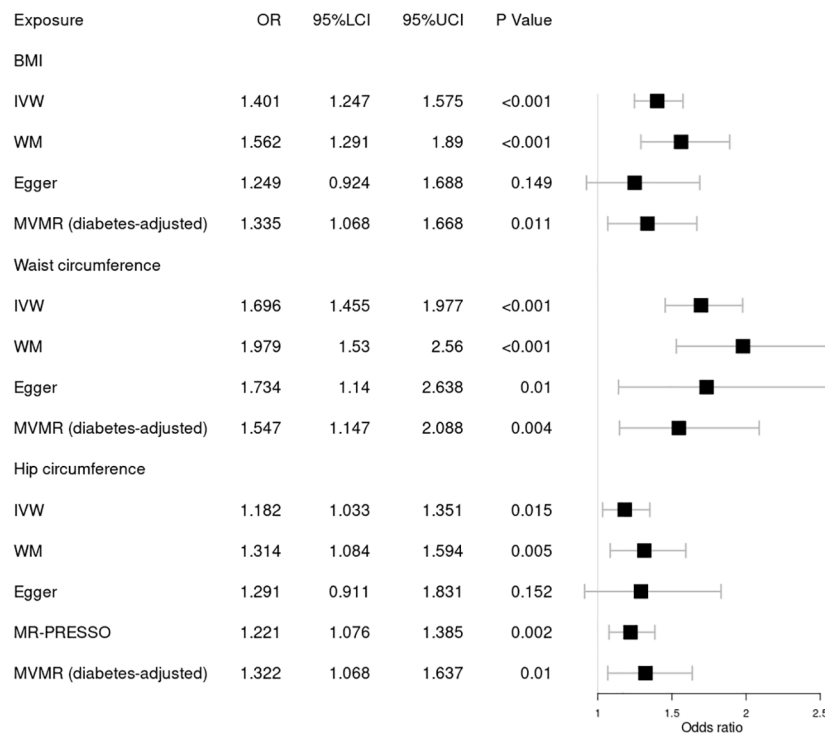 Exposure OR 95%LCI 95%UCI P Value
BMI
IVW 1.401 1.247 1.575 <0.001
WM 1.562 1.291 1.89 <0.001
Egger 1.249 0.924 1.688 0.149
MVMR (diabetes-adjusted) 1.335 1.068 1.668 0.011
Waist circumference
IVW 1.696 1.455 1.977 <0.001
WM 1.979 1.53 2.56 <0.001
Egger 1.734 1.14 2.638 0.01
MVMR (diabetes-adjusted) 1.547 1.147 2.088 0.004
Hip circumference
IVW 1.182 1.033 1.351 0.015
WM 1.314 1.084 1.594 0.005
Egger 1.291 0.911 1.831 0.152
MR-PRESSO 1.221 1.076 1.385 0.002
MVMR (diabetes-adjusted) 1.322 1.068 1.637 0.01
1 1.5 2 2.5
Odds ratio